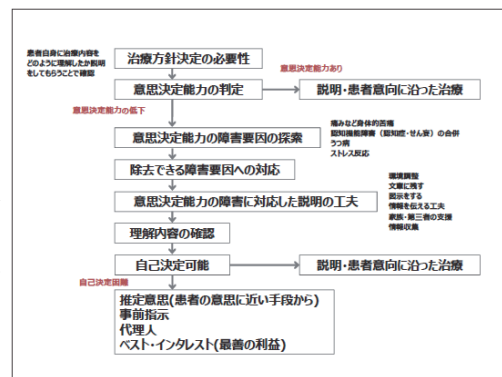 患者自身に治療内容を
どのように理解したか説明
をしてもらうことで確認
治療方針決定の必要性
意思決定能力あり
意思決定能力の判定
説明・患者意向に沿った治療
意思決定能力の低下
意思決定能力の障害要因の探索
痛みなど身体的苦痛
認知機能障害（認知症・せん妄）の合併
うつ病
ストレス反応
除去できる障害要因への対応
意思決定能力の障害に対応した説明の工夫
環境調整
文章に残す
図示をする
情報を伝える工夫
家族・第三者の支援
情報収集
理解内容の確認
自己決定可能
説明・患者意向に沿った治療
自己決定困難
推定意思(患者の意思に近い手段から)
事前指示
代理人
ベスト・インタレスト(最善の利益)